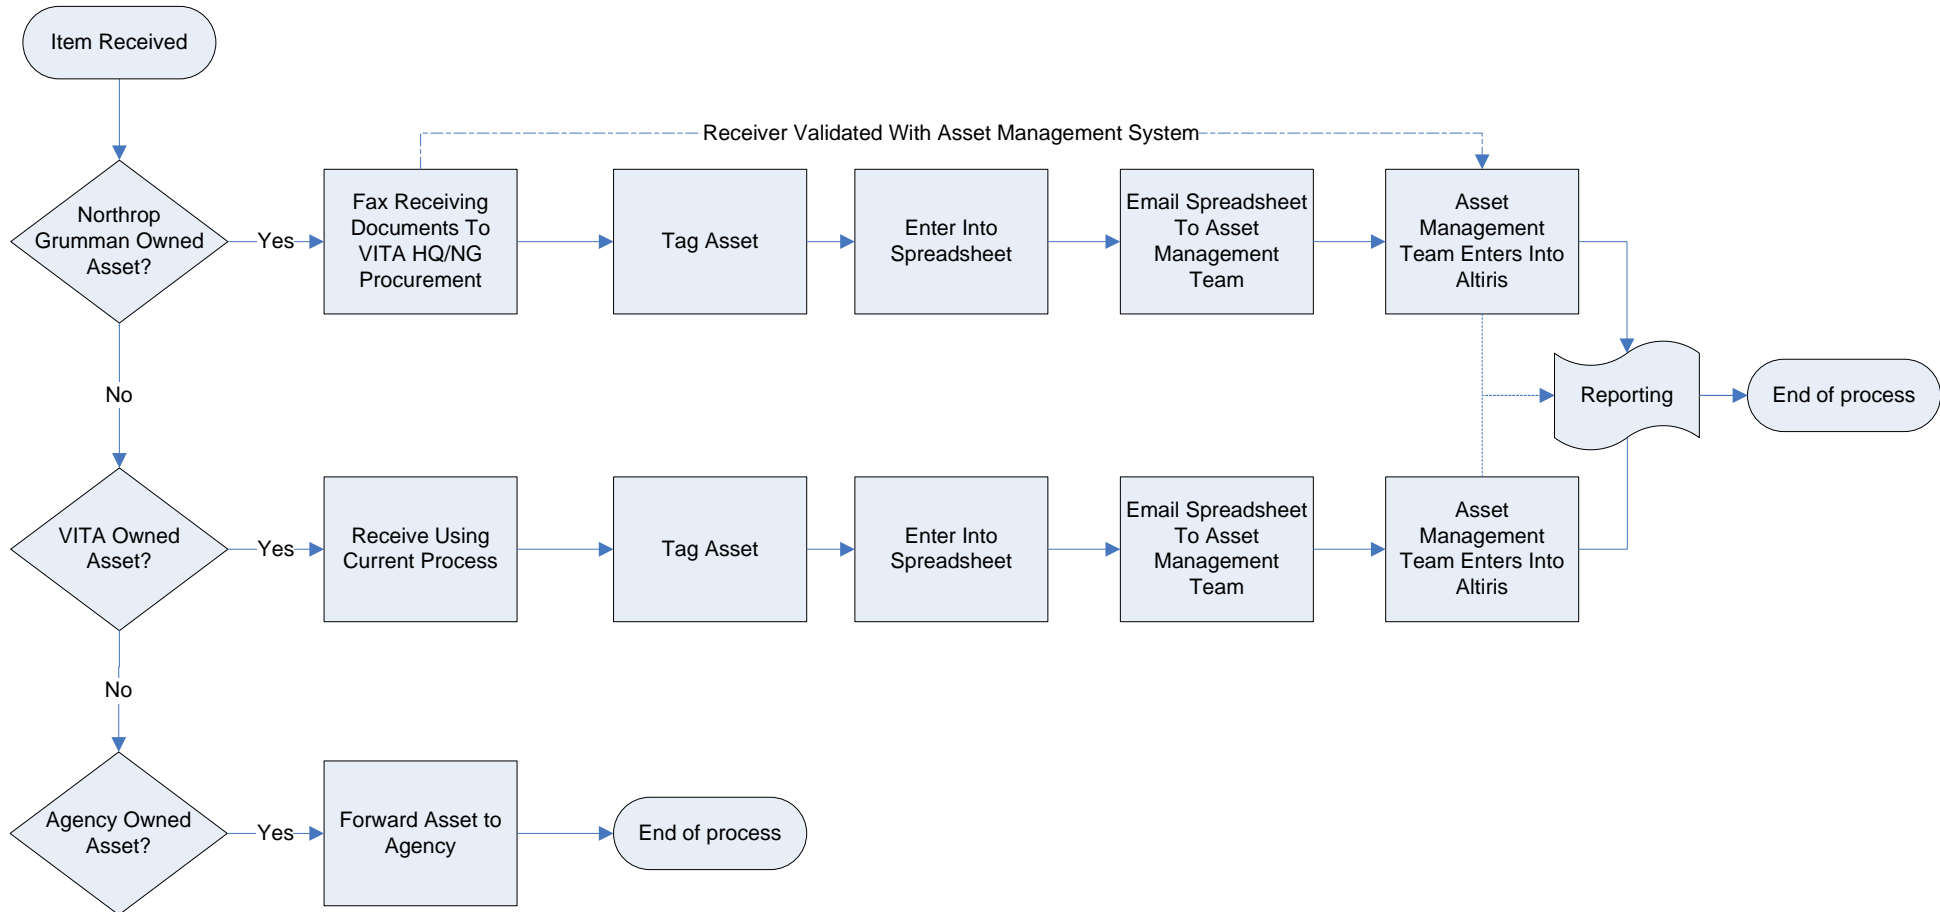 Item Received
Receiver Validated With Asset Management System
Northrop
Grumman Owned
Asset?
Yes
Fax Receiving
Documents To
VITA HQ/NG
Procurement
Tag Asset
Enter Into
Spreadsheet
Email Spreadsheet
To Asset
Management
Team
Asset
Management
Team Enters Into
Altiris
No
Reporting
End of process
VITA Owned
Asset?
Yes
Receive Using
Current Process
Tag Asset
Enter Into
Spreadsheet
Email Spreadsheet
To Asset
Management
Team
Asset
Management
Team Enters Into
Altiris
No
Agency Owned
Asset?
Yes
Forward Asset to
Agency
End of process